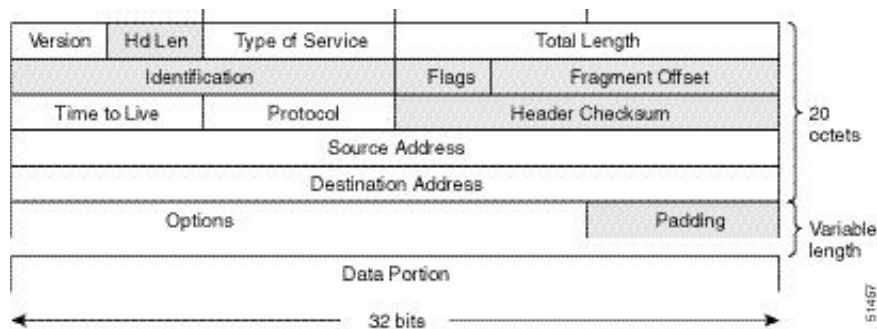 Version Hd Len Type of Service Total Length
Identification Flags Fragment Offset
Time to Live Protocol Header Checksum
20 octets
Source Address
Destination Address
Options Padding
Variable length
Data Portion
32 bits
51457